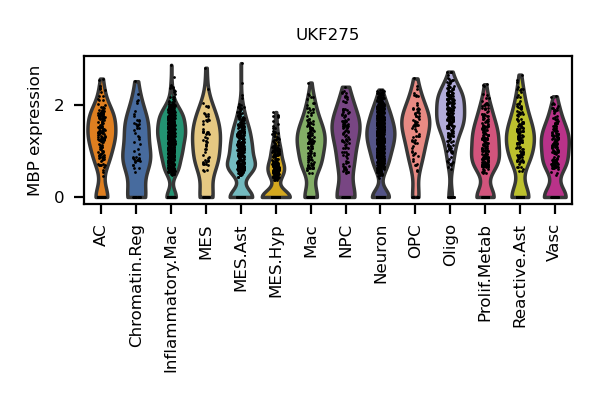 UKF275
MBP expression
2
0
AC
Chromatin.Reg
Inflammatory.Mac
MES
MES.Ast
MES.Hyp
Mac
NPC
Neuron
OPC
Oligo
Prolif.Metab
Reactive.Ast
Vasc